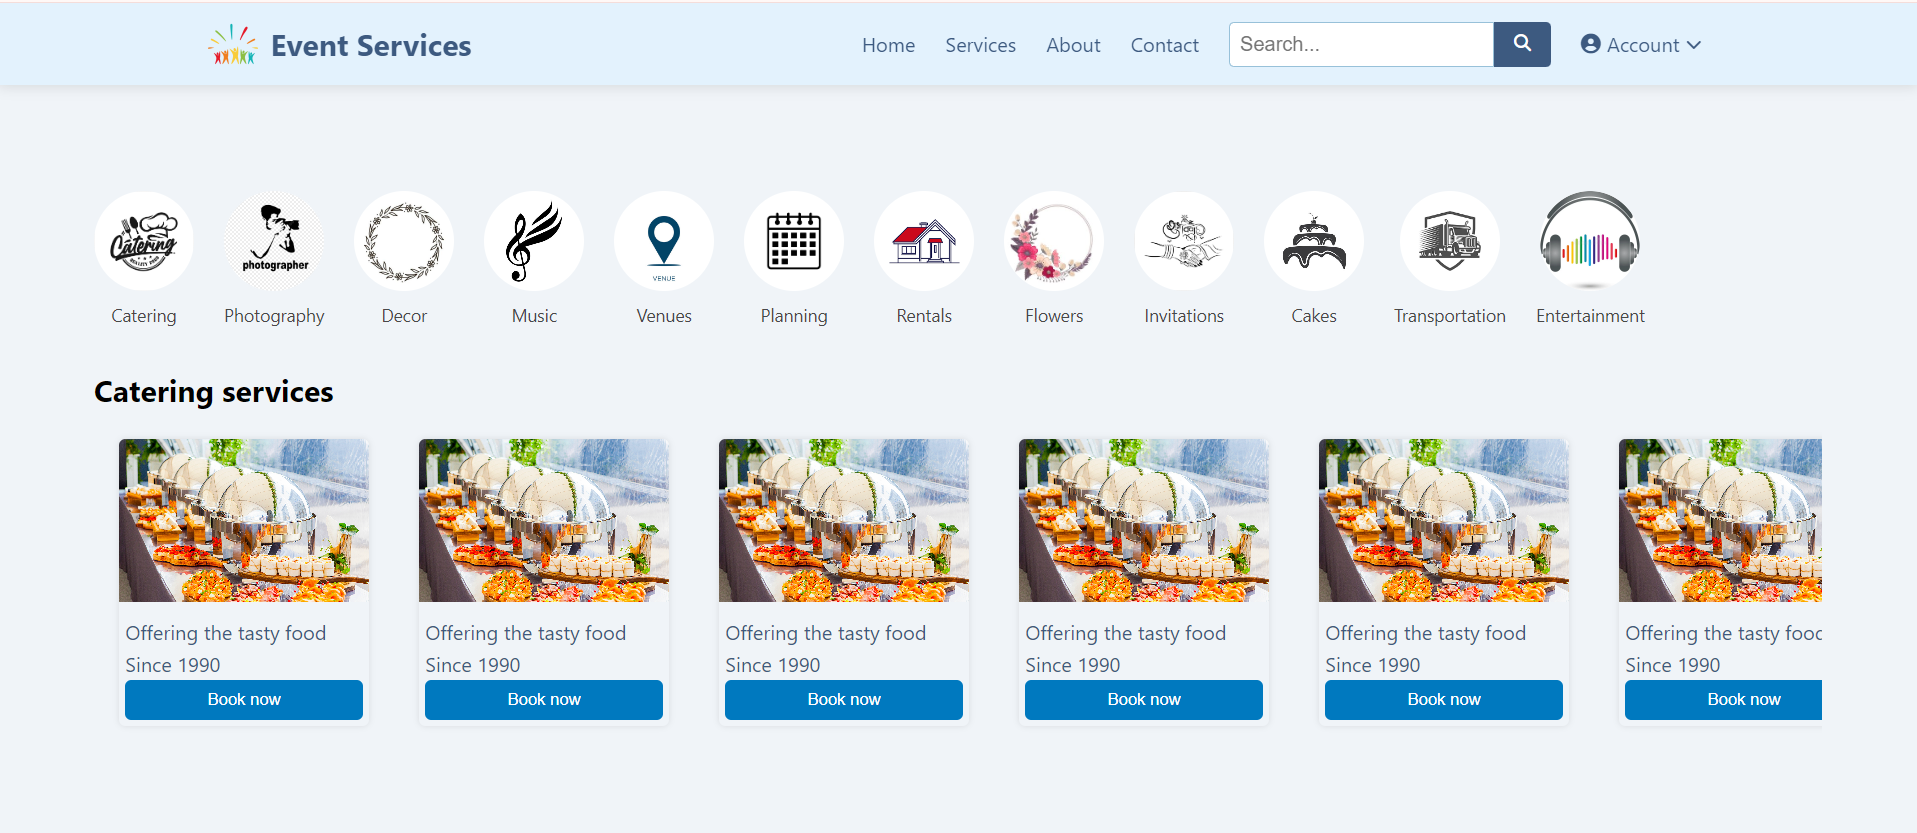 Event Services
Home Services About Contact Search... Account
Catering QUALITY FOOD
photographer
VENUE
Catering Photography Decor Music Venues Planning Rentals Flowers Invitations Cakes Transportation Entertainment
Catering services
Offering the tasty food
Since 1990
Book now
Offering the tasty food
Since 1990
Book now
Offering the tasty food
Since 1990
Book now
Offering the tasty food
Since 1990
Book now
Offering the tasty food
Since 1990
Book now
Offering the tasty food
Since 1990
Book now